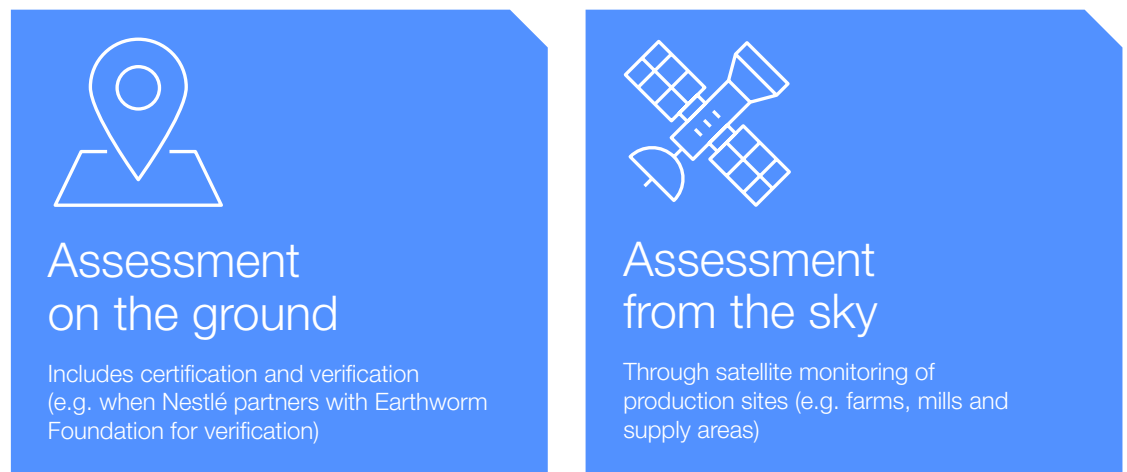 Assessment
on the ground
Includes certification and verification
(e.g. when Nestlé partners with Earthworm
Foundation for verification)
Assessment
from the sky
Through satellite monitoring of
production sites (e.g. farms, mills and
supply areas)